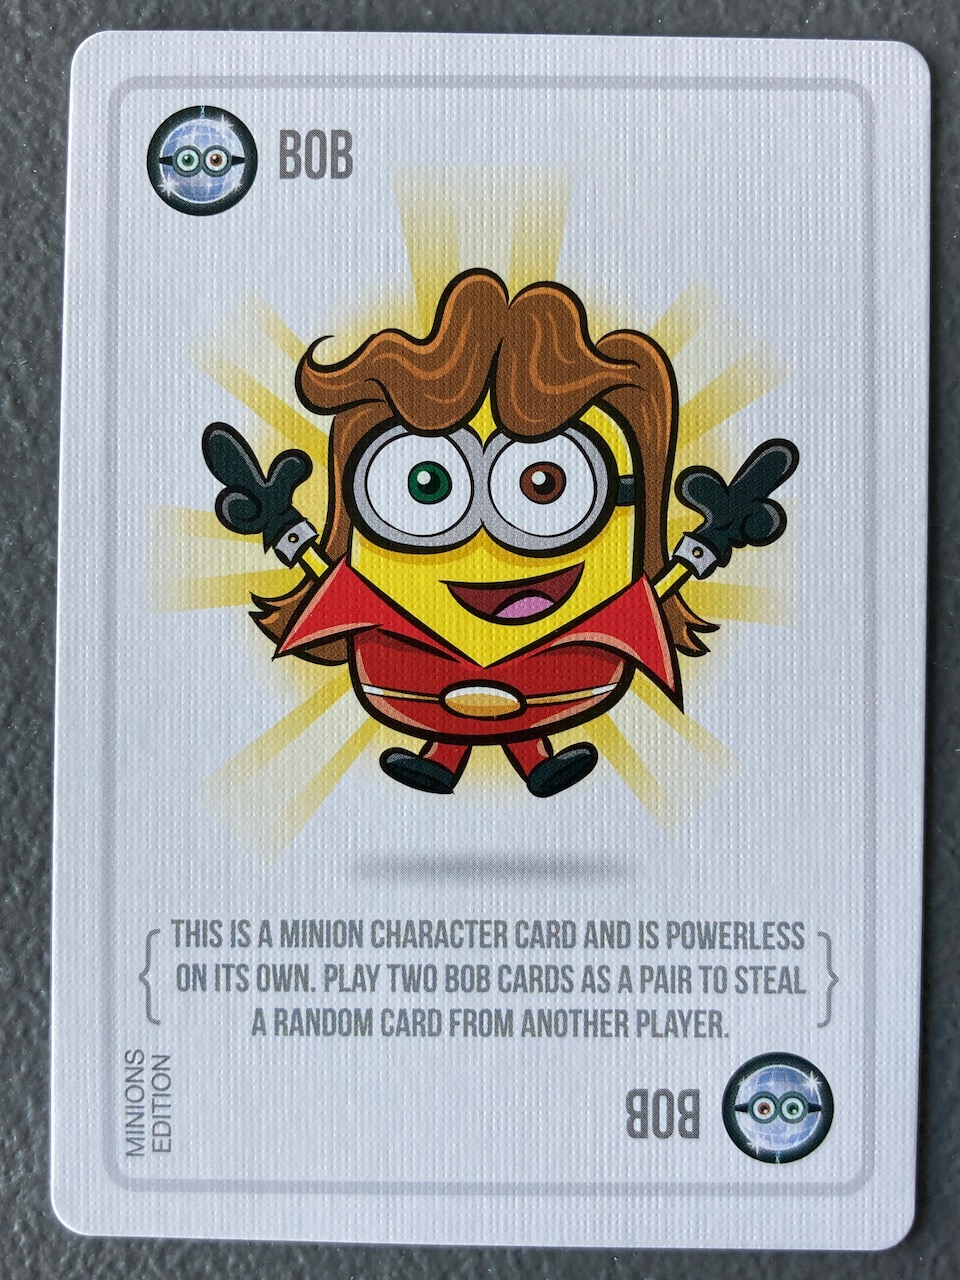 BOB
THIS IS A MINION CHARACTER CARD AND IS POWERLESS
ON ITS OWN. PLAY TWO BOB CARDS AS A PAIR TO STEAL
A RANDOM CARD FROM ANOTHER PLAYER.
MINIONS
EDITION
BOB